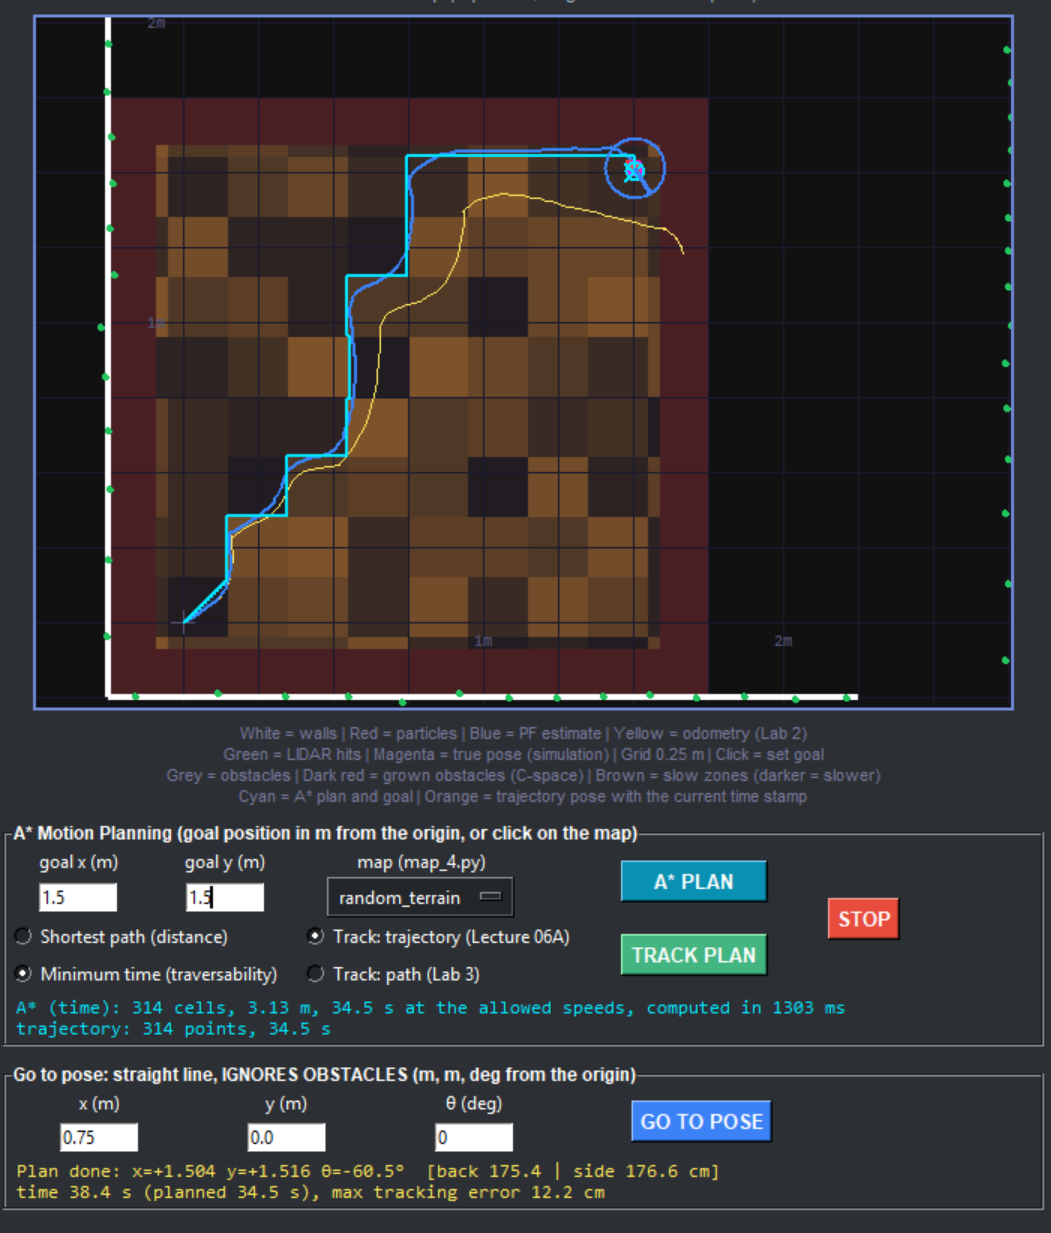 2m
1m
2m
White = walls | Red = particles | Blue = PF estimate | Yellow = odometry (Lab 2)
Green = LIDAR hits | Magenta = true pose (simulation) | Grid 0.25 m | Click = set goal
Grey = obstacles | Dark red = grown obstacles (C-space) | Brown = slow zones (darker = slower)
Cyan = A* plan and goal | Orange = trajectory pose with the current time stamp
A* Motion Planning (goal position in m from the origin, or click on the map)
goal x (m) goal y (m) map (map_4.py)
1.5 1.5 random_terrain A* PLAN
STOP
Shortest path (distance) Track: trajectory (Lecture 06A)
TRACK PLAN
Minimum time (traversability) Track: path (Lab 3)
A* (time): 314 cells, 3.13 m, 34.5 s at the allowed speeds, computed in 1303 ms
trajectory: 314 points, 34.5 s
Go to pose: straight line, IGNORES OBSTACLES (m, m, deg from the origin)
x (m) y (m) θ (deg)
0.75 0.0 0 GO TO POSE
Plan done: x=+1.504 y=+1.516 θ=-60.5° [back 175.4 | side 176.6 cm]
time 38.4 s (planned 34.5 s), max tracking error 12.2 cm